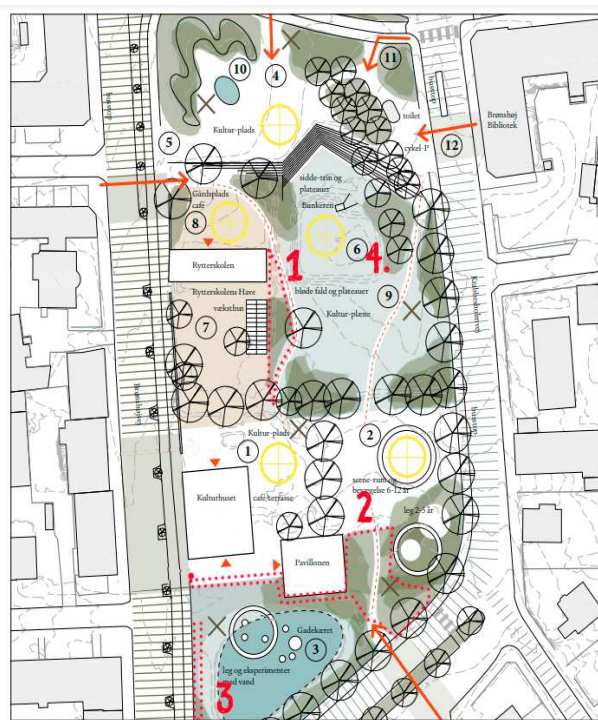 11
10
4
toilet
Brønshøj
Bibliotek
Kultur-plads
5
cykel-P
12
sidde-trin og
plateauer
Gårdsplads
café
Bunkeren
8
6
1
4.
Rytterskolen
bløde fald og plateauer
9
Rytterskolens Have
væksthus
Kultur-plæne
7
Kultur-plads
1
2
café/terrasse
Kulturhuset
scene-rum og
bevægelse 6-12 år
2
leg 2-5 år
Pavillonen
Gadekæret
3
leg og eksperimenter
med vand
3